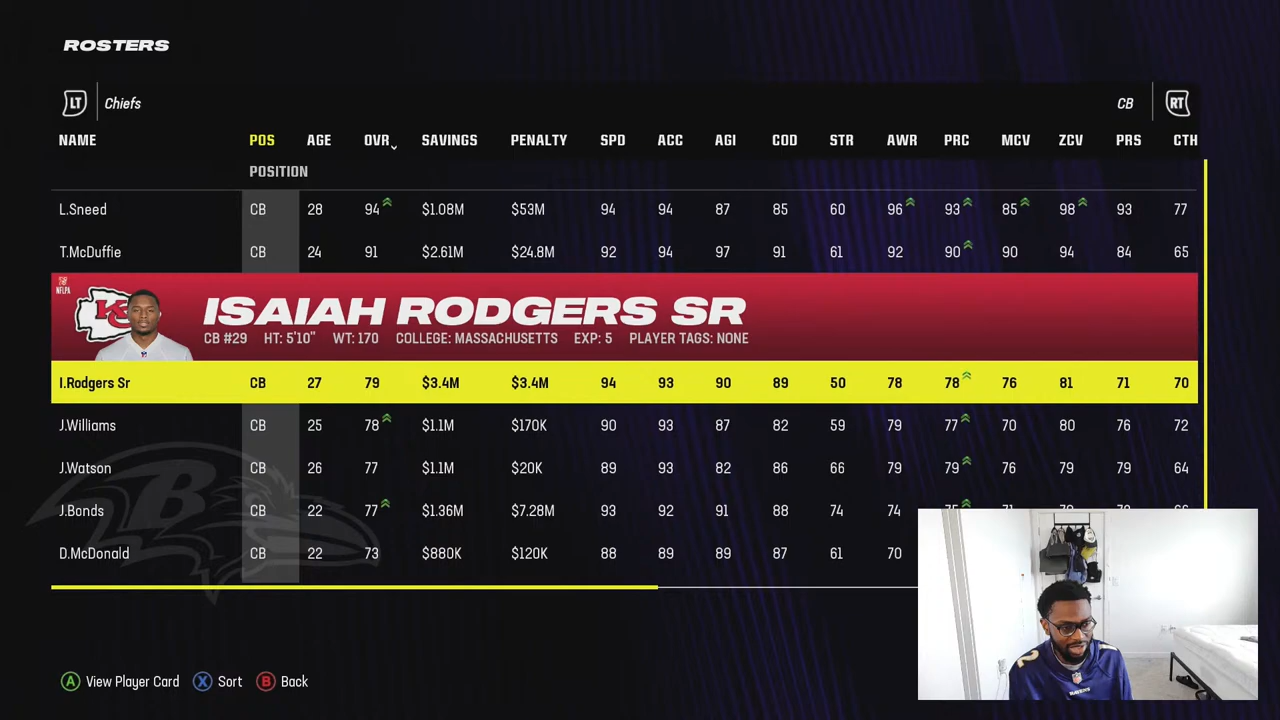 ROSTERS
LT Chiefs CB RT
NAME POS AGE OVR SAVINGS PENALTY SPD ACC AGI COD STR AWR PRC MCV ZCV PRS CTH
POSITION
L.Sneed CB 28 94 $1.08M $53M 94 94 87 85 60 96 93 85 98 93 77
T.McDuffie CB 24 91 $2.61M $24.8M 92 94 97 91 61 92 90 90 94 84 65
NFLPA
ISAIAH RODGERS SR
CB #29 HT: 5'10" WT: 170 COLLEGE: MASSACHUSETTS EXP: 5 PLAYER TAGS: NONE
I.Rodgers Sr CB 27 79 $3.4M $3.4M 94 93 90 89 50 78 78 76 81 71 70
J.Williams CB 25 78 $1.1M $170K 90 93 87 82 59 79 77 70 80 76 72
J.Watson CB 26 77 $1.1M $20K 89 93 82 86 66 79 79 76 79 79 64
J.Bonds CB 22 77 $1.36M $7.28M 93 92 91 88 74 74
D.McDonald CB 22 73 $880K $120K 88 89 89 87 61 70
A View Player Card X Sort B Back
2
RAVENS